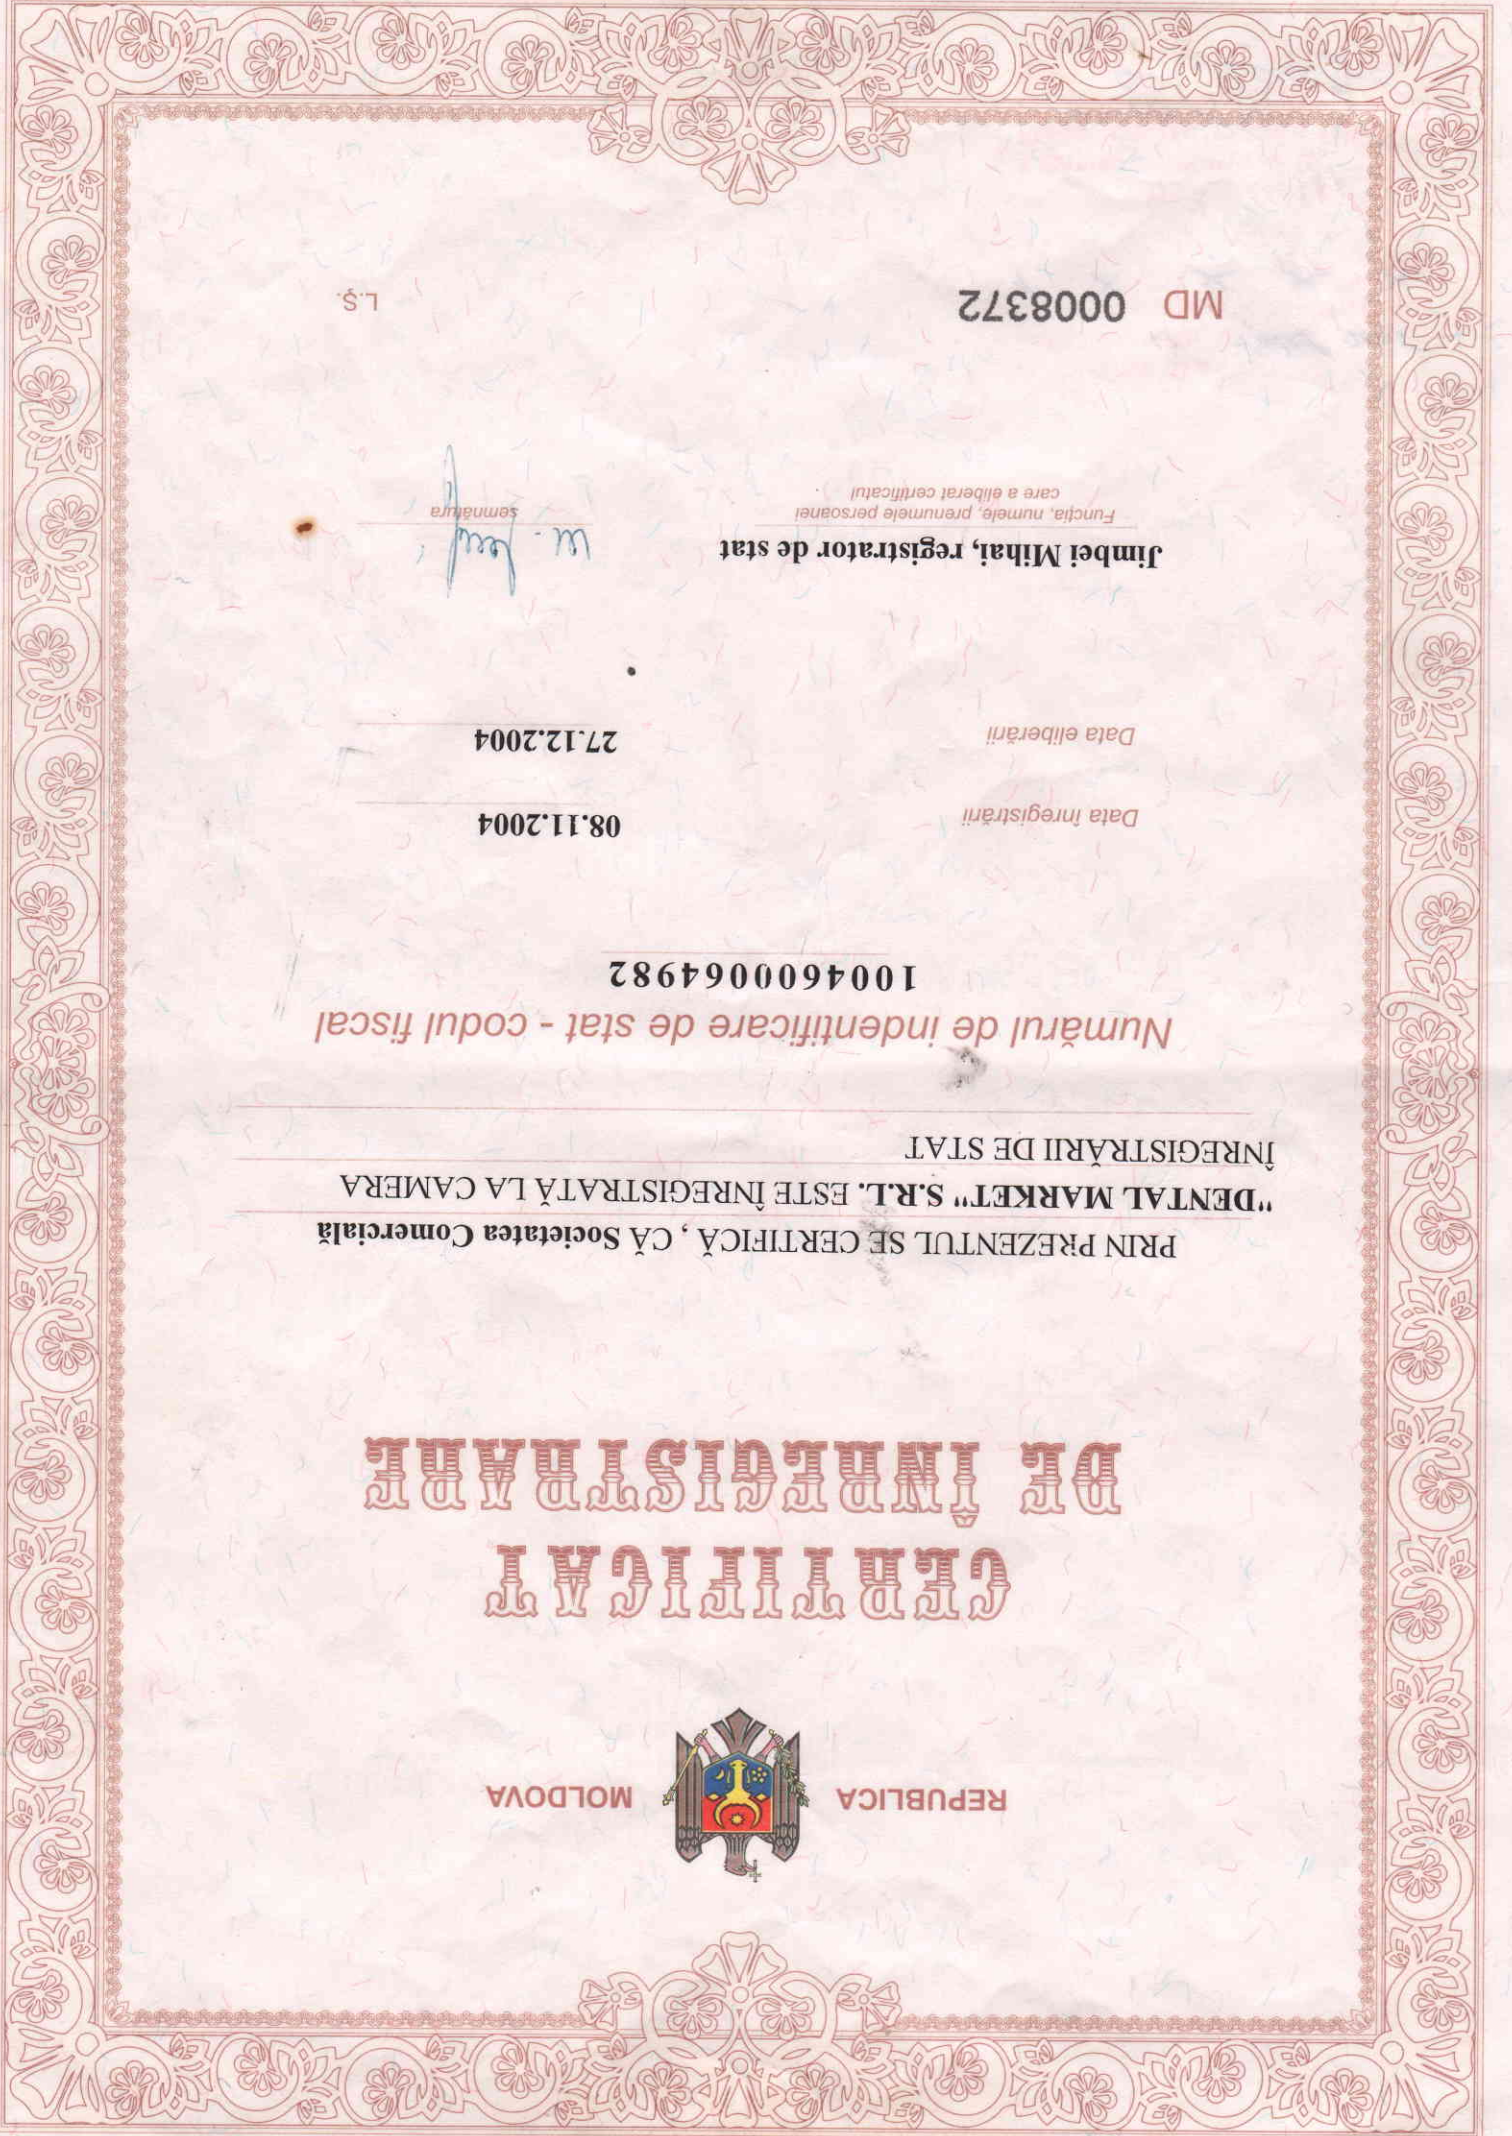 REPUBLICA MOLDOVA
CERTIFICAT
DE ÎNREGISTRARE
PRIN PREZENTUL SE CERTIFICĂ , CĂ Societatea Comercială
"DENTAL MARKET" S.R.L. ESTE ÎNREGISTRATĂ LA CAMERA
ÎNREGISTRĂRII DE STAT
Numărul de indentificare de stat - codul fiscal
1004600064982
Data înregistrării 08.11.2004
Data eliberării 27.12.2004
Jimbei Mihai, registrator de stat
Funcţia, numele, prenumele persoanei
care a eliberat certificatul
semnătura
MD 0008372 L.Ş.